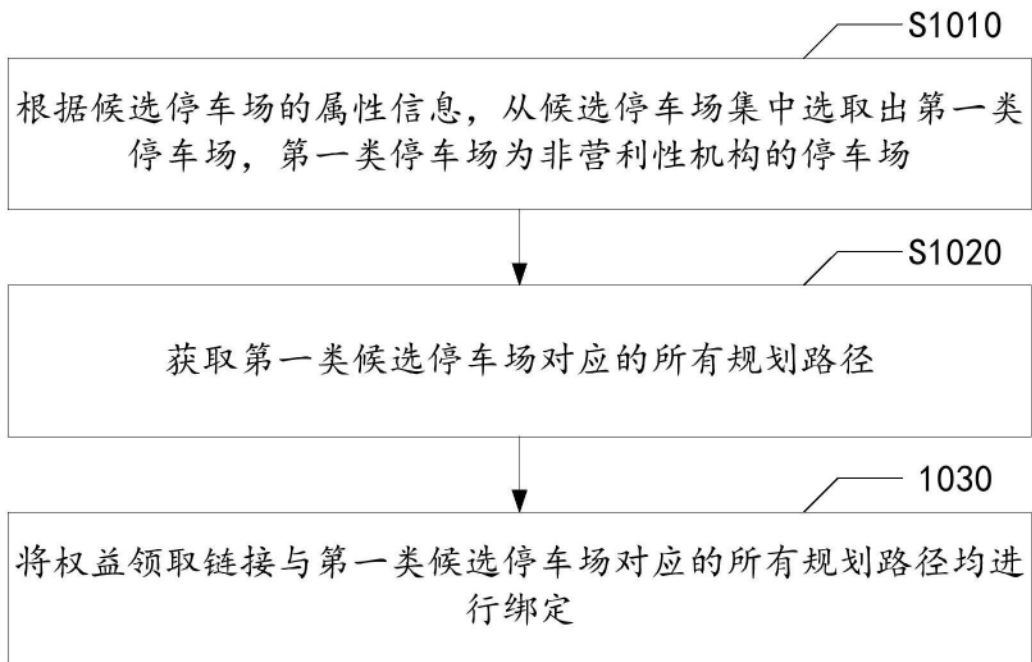 S1010
根据候选停车场的属性信息，从候选停车场集中选取出第一类
停车场，第一类停车场为非营利性机构的停车场
S1020
获取第一类候选停车场对应的所有规划路径
1030
将权益领取链接与第一类候选停车场对应的所有规划路径均进
行绑定